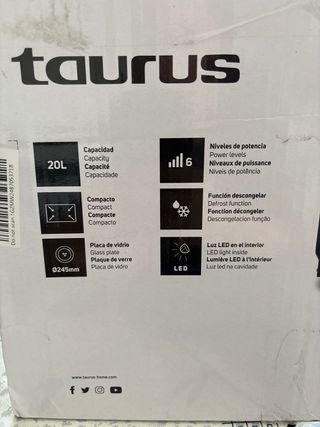 taurus
20L
Capacidad
Capacity
Capacité
Capacidade
6
Niveles de potencia
Power levels
Niveaux de puissance
Níveis de potência
Compacto
Compact
Compacte
Compacto
Función descongelar
Defrost function
Fonction décongeler
Descongelacion função
Ø245mm
Placa de vidrio
Glass plate
Plaque de verre
Placa de vidro
LED
Luz LED en el interior
LED light inside
Lumière LED à l'intérieur
Luz led na cavidade
www.taurus-home.com